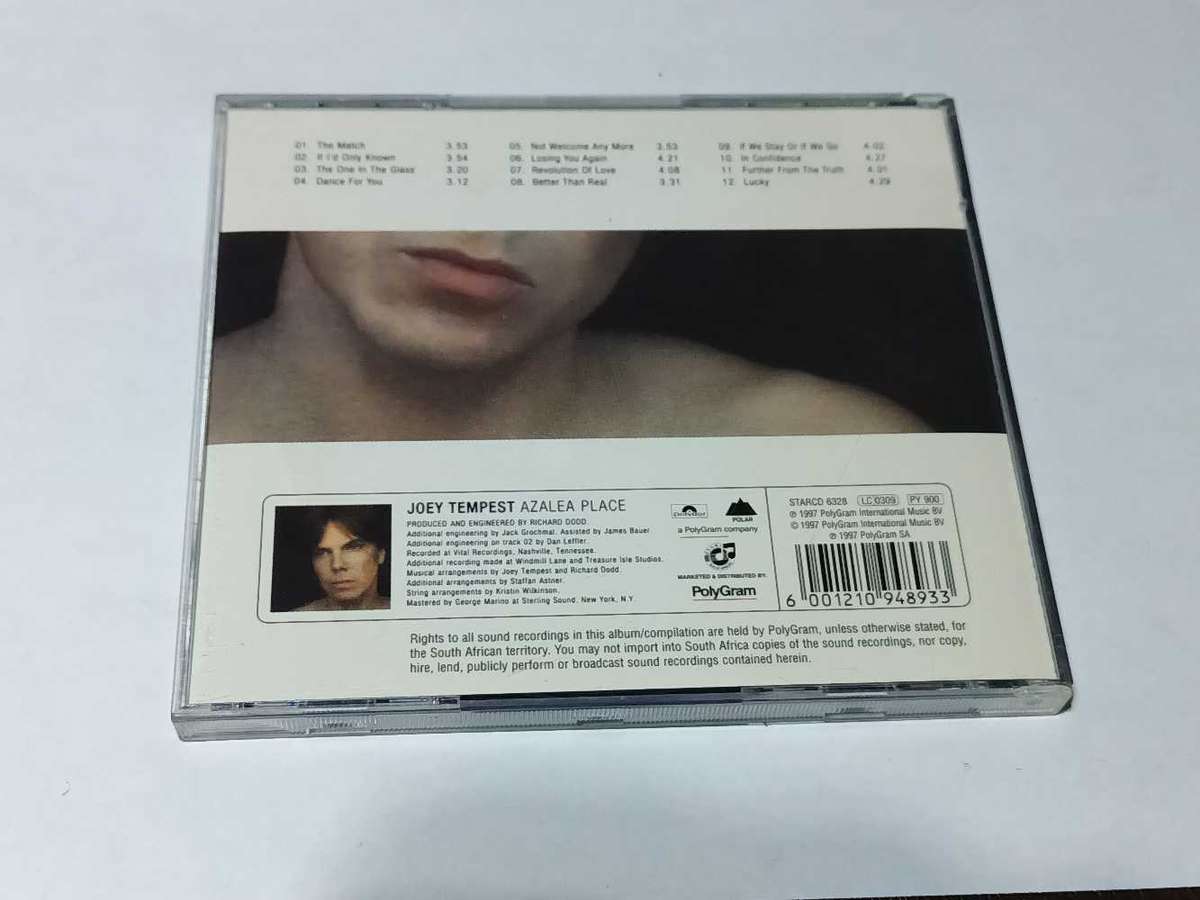 01. The Match 3.53
02. If I'd Only Known 3.54
03. The One In The Glass 3.20
04. Dance For You 3.12
05. Not Welcome Any More 3.53
06. Losing You Again 4.21
07. Revolution Of Love 4.08
08. Better Than Real 3.31
09. If We Stay Or If We Go 4.02
10. In Confidence 4.27
11. Further From The Truth 4.01
12. Lucky 4.29
JOEY TEMPEST AZALEA PLACE
PRODUCED AND ENGINEERED BY RICHARD DODD.
Additional engineering by Jack Grochmal. Assisted by James Bauer
Additional engineering on track 02 by Dan Leffler.
Recorded at Vital Recordings, Nashville, Tennessee.
Additional recording made at Windmill Lane and Treasure Isle Studios.
Musical arrangements by Joey Tempest and Richard Dodd.
Additional arrangements by Staffan Astner.
String arrangements by Kristin Wilkinson.
Mastered by George Marino at Sterling Sound, New York, N.Y.
polydor
POLAR
a PolyGram company
MARKETED & DISTRIBUTED BY:
PolyGram
STARCD 6328 LC 0309 PY 900
℗ 1997 PolyGram International Music BV
© 1997 PolyGram International Music BV
℗ 1997 PolyGram SA
6 001210 948933
Rights to all sound recordings in this album/compilation are held by PolyGram, unless otherwise stated, for
the South African territory. You may not import into South Africa copies of the sound recordings, nor copy,
hire, lend, publicly perform or broadcast sound recordings contained herein.